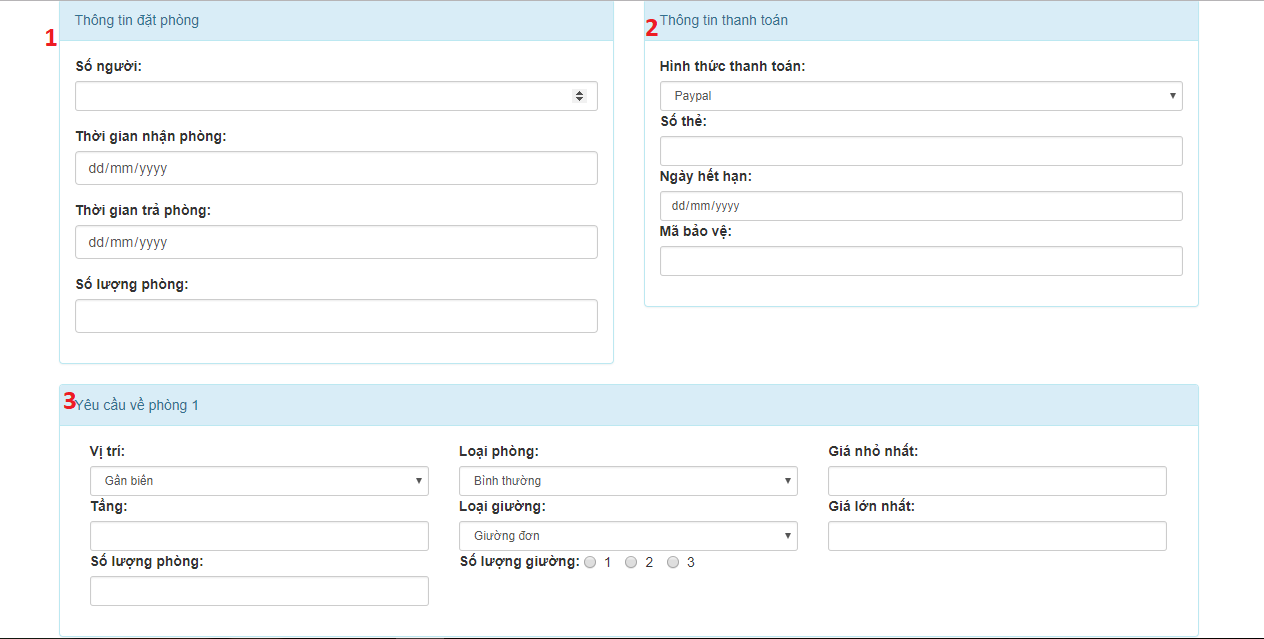 1
Thông tin đặt phòng
Số người:
Thời gian nhận phòng:
dd/mm/yyyy
Thời gian trả phòng:
dd/mm/yyyy
Số lượng phòng:
2
Thông tin thanh toán
Hình thức thanh toán:
Paypal
Số thẻ:
Ngày hết hạn:
dd/mm/yyyy
Mã bảo vệ:
3
Yêu cầu về phòng 1
Vị trí:
Gần biên
Tầng:
Số lượng phòng:
Loại phòng:
Bình thường
Loại giường:
Giường đơn
Số lượng giường: 1 2 3
Giá nhỏ nhất:
Giá lớn nhất: